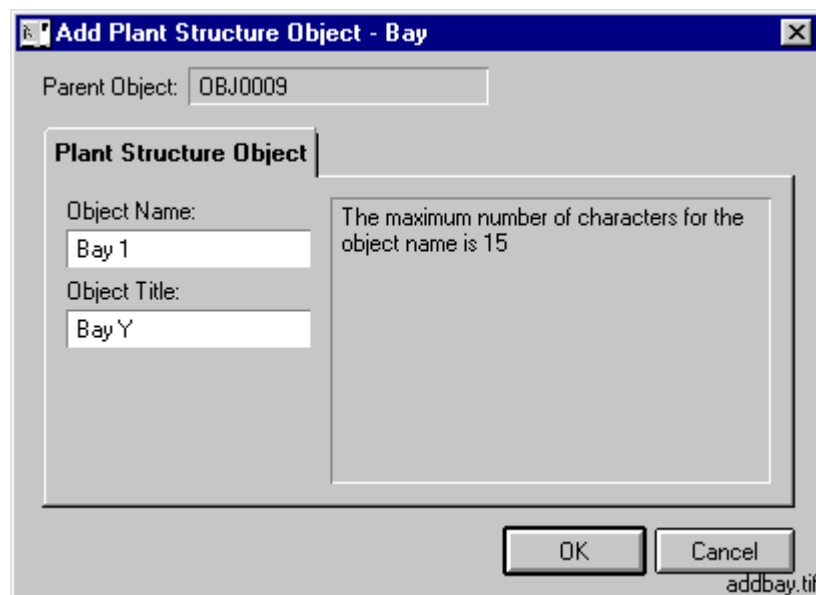 Add Plant Structure Object - Bay
Parent Object: OBJ0009
Plant Structure Object
Object Name:
Bay 1
Object Title:
Bay Y
The maximum number of characters for the
object name is 15
OK Cancel
addbay.tif